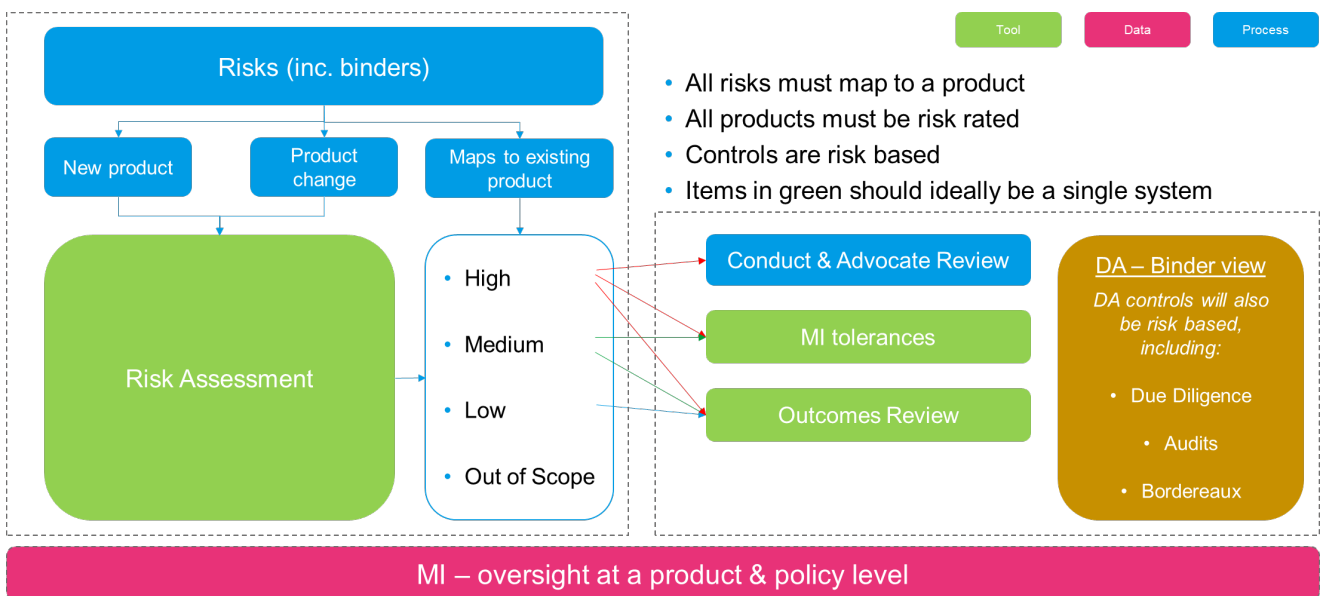 Tool
Data
Process
Risks (inc. binders)
New product
Product
change
Maps to existing
product
Risk Assessment
• High
• Medium
• Low
• Out of Scope
• All risks must map to a product
• All products must be risk rated
• Controls are risk based
• Items in green should ideally be a single system
Conduct & Advocate Review
MI tolerances
Outcomes Review
DA – Binder view
DA controls will also
be risk based,
including:
• Due Diligence
• Audits
• Bordereaux
MI – oversight at a product & policy level